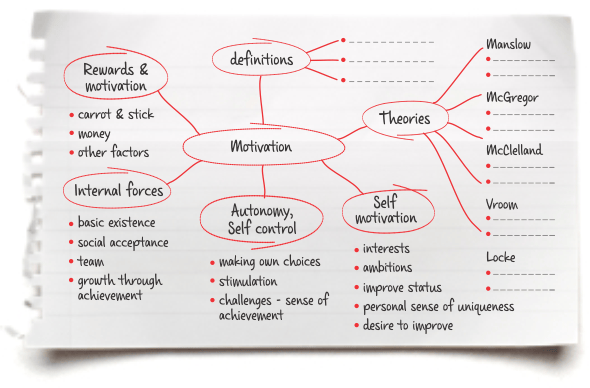 Rewards &
motivation
• carrot & stick
• money
• other factors
definitions
Theories
Manslow
McGregor
McClelland
Vroom
Locke
Motivation
Internal forces
• basic existence
• social acceptance
• team
• growth through
achievement
Autonomy,
Self control
• making own choices
• stimulation
• challenges - sense of
achievement
Self
motivation
• interests
• ambitions
• improve status
• personal sense of uniqueness
• desire to improve